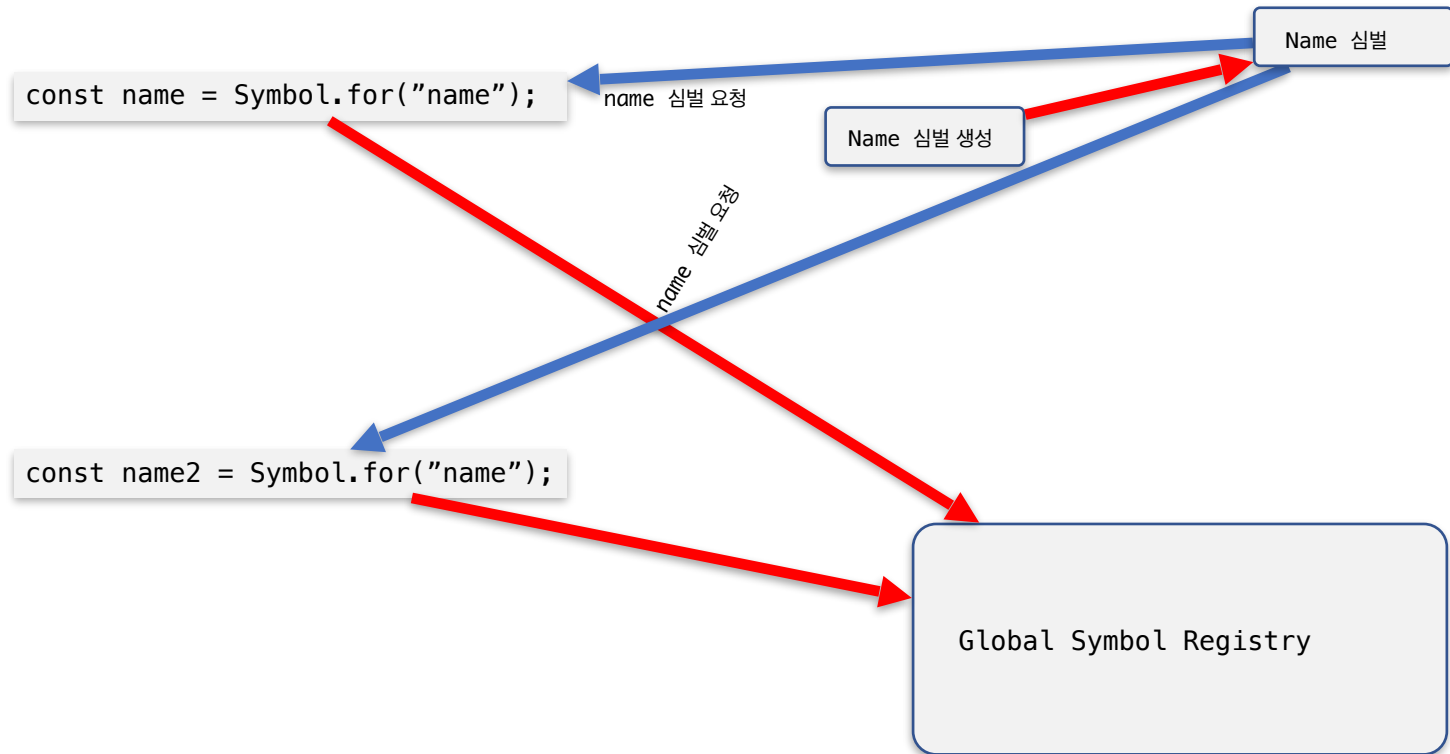 Name 심벌
const name = Symbol.for(”name”);
name 심벌 요청
Name 심벌 생성
name 심벌 요청
const name2 = Symbol.for(”name”);
Global Symbol Registry